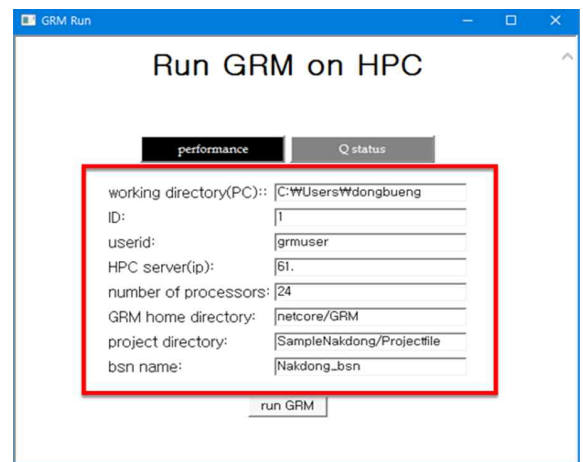 GRM Run
Run GRM on HPC
performance Q status
working directory(PC):: C:₩Users₩dongbueng
ID: 1
userid: grmuser
HPC server(ip): 61.
number of processors: 24
GRM home directory: netcore/GRM
project directory: SampleNakdong/Projectfile
bsn name: Nakdong_bsn
run GRM